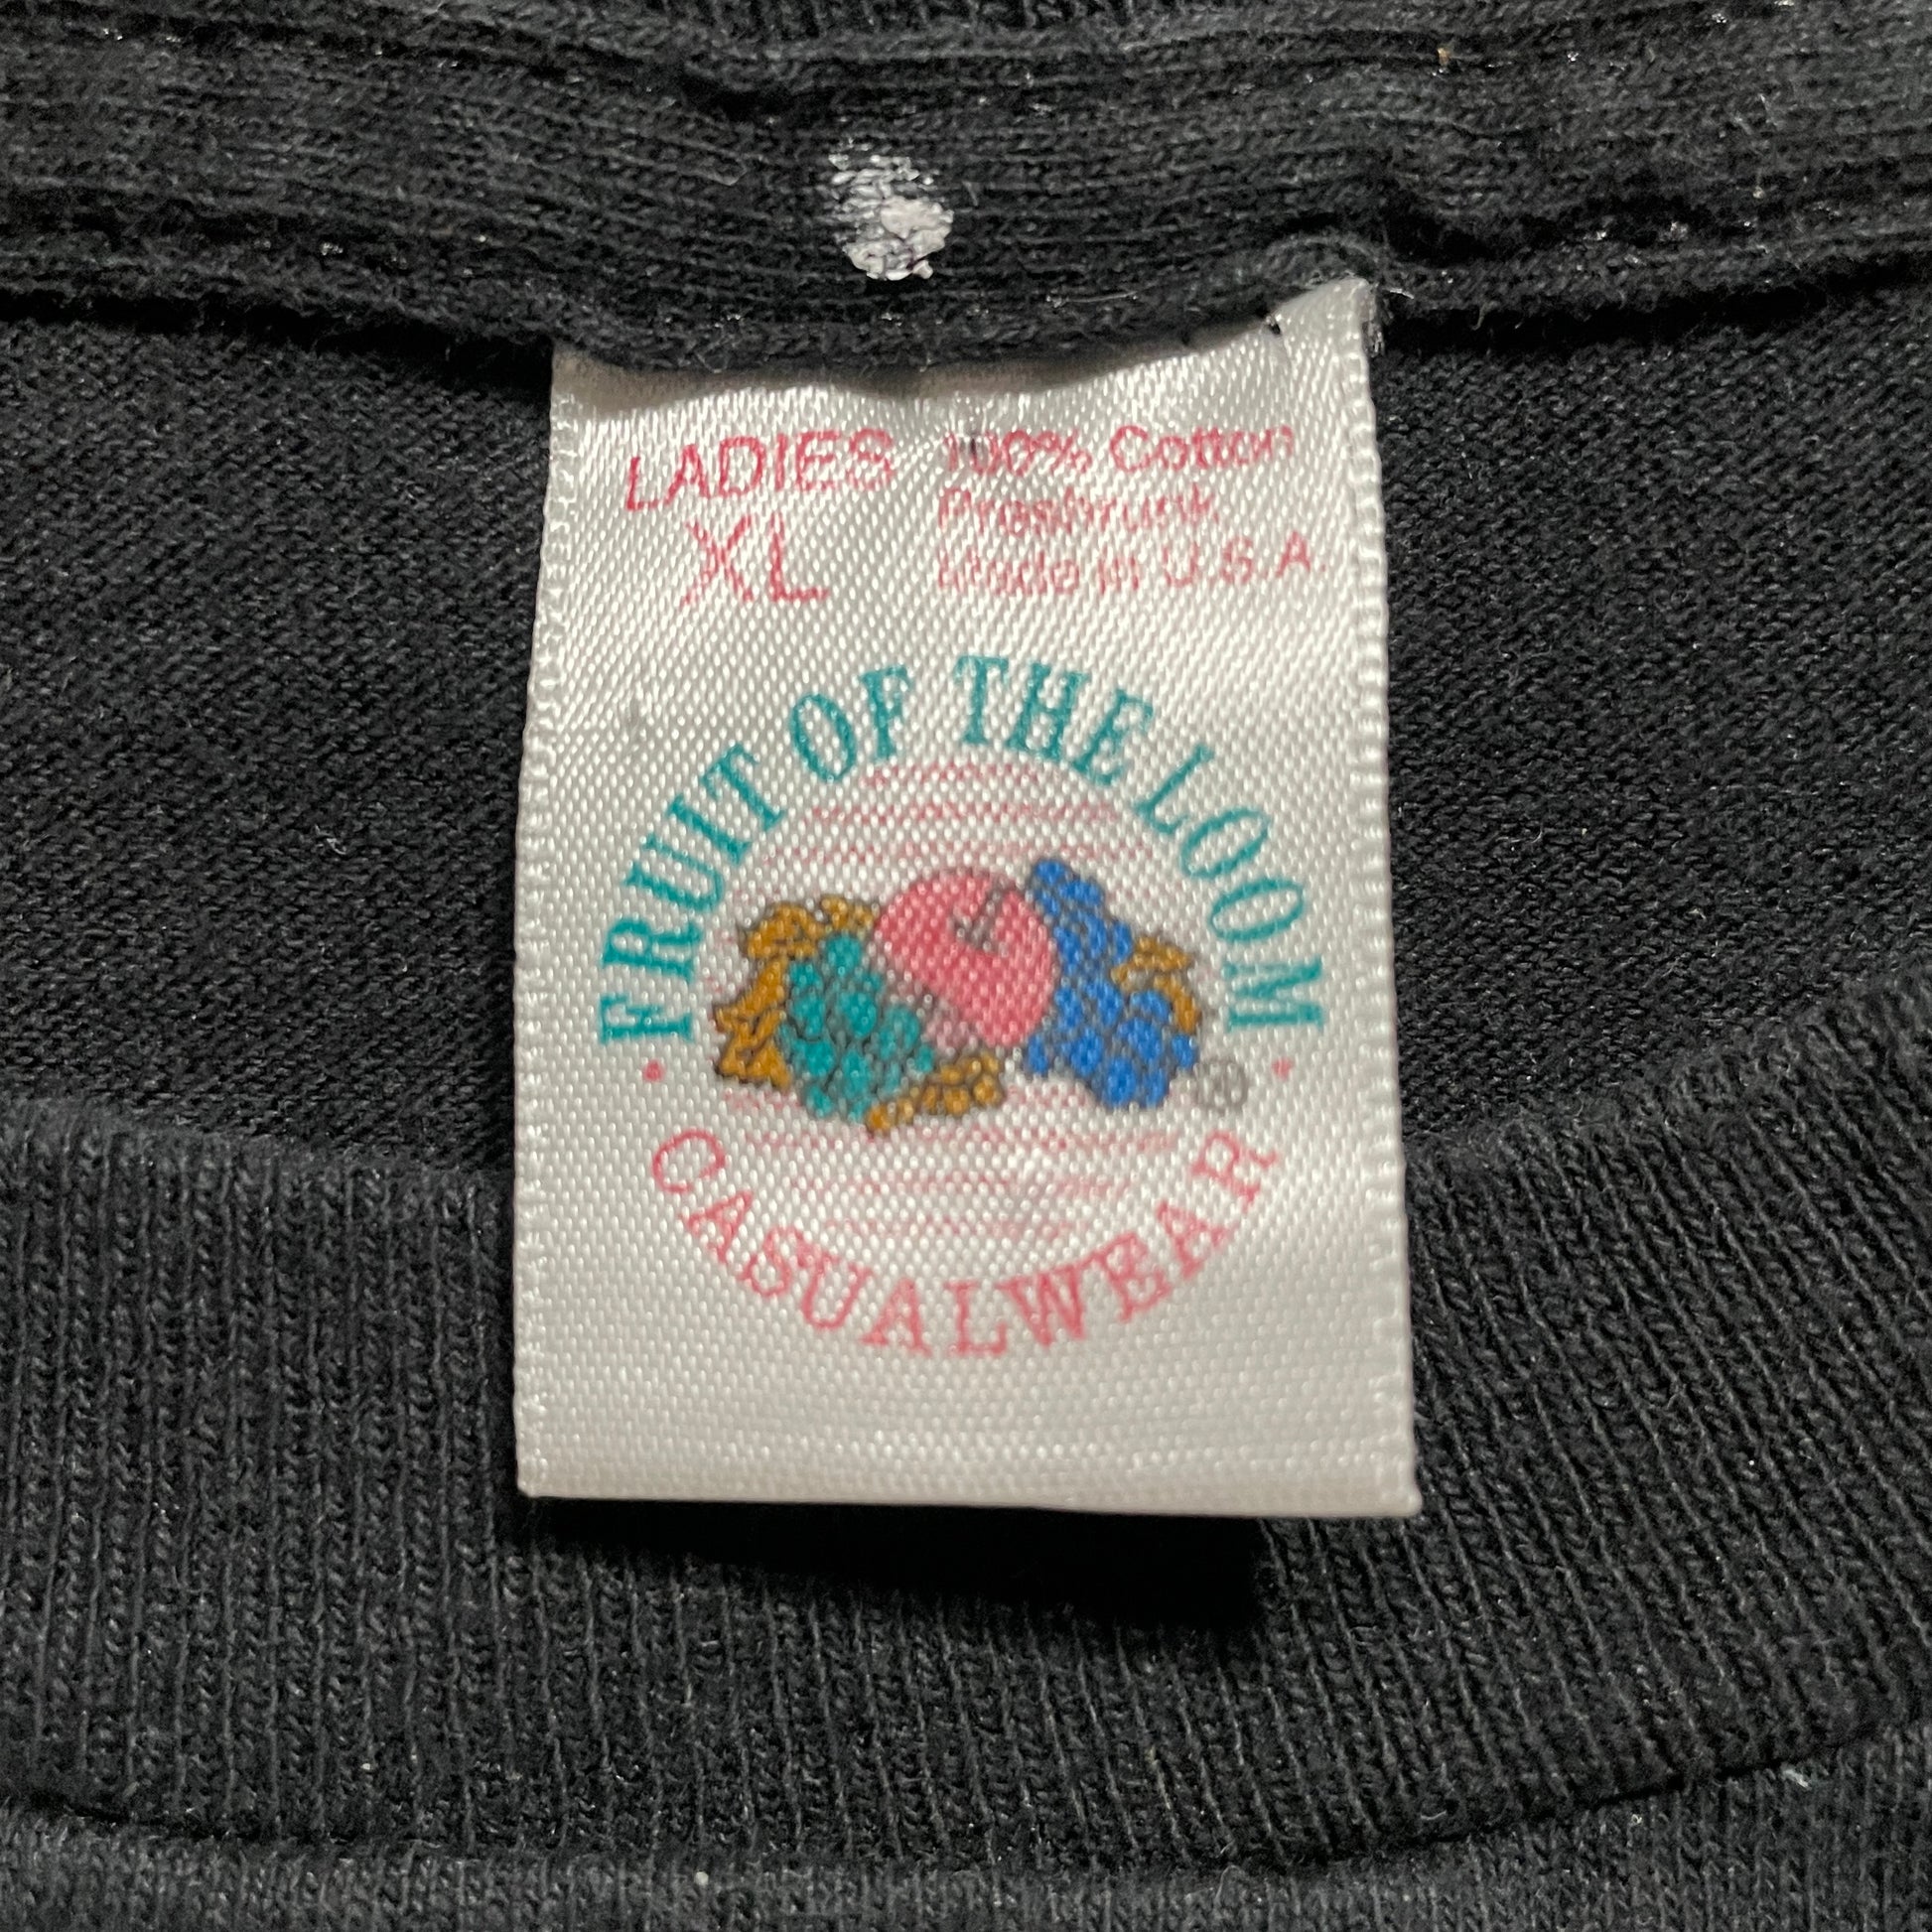 LADIES
XL
100% Cotton
Preshrunk
Made in U.S.A.
FRUIT OF THE LOOM
®
• CASUALWEAR •